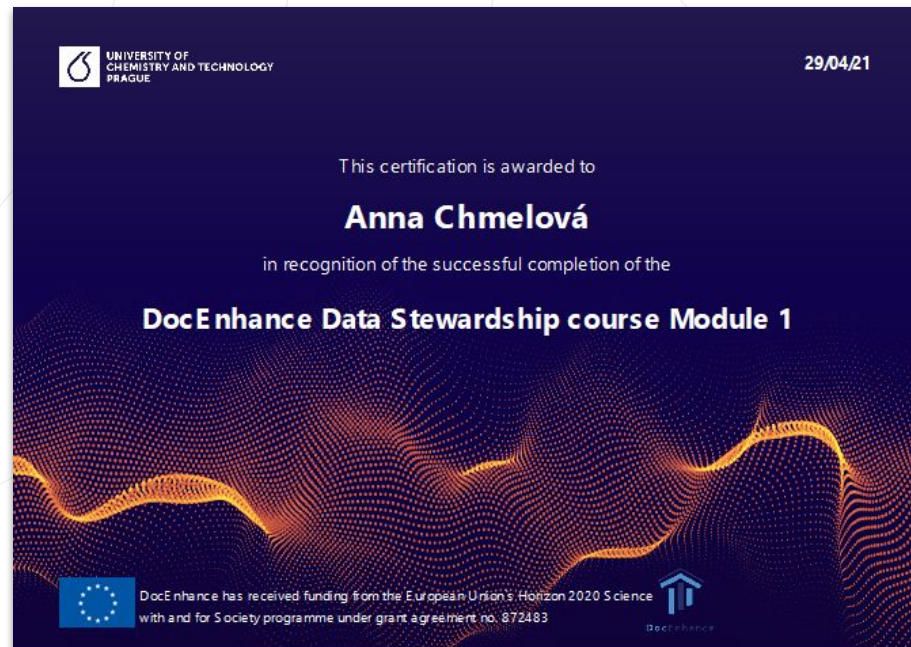 UNIVERSITY OF
CHEMISTRY AND TECHNOLOGY
PRAGUE
29/04/21
This certification is awarded to
Anna Chmelová
in recognition of the successful completion of the
DocEnhance Data Stewardship course Module 1
DocEnhance has received funding from the European Union's Horizon 2020 Science
with and for Society programme under grant agreement no. 872483
DocEnhance